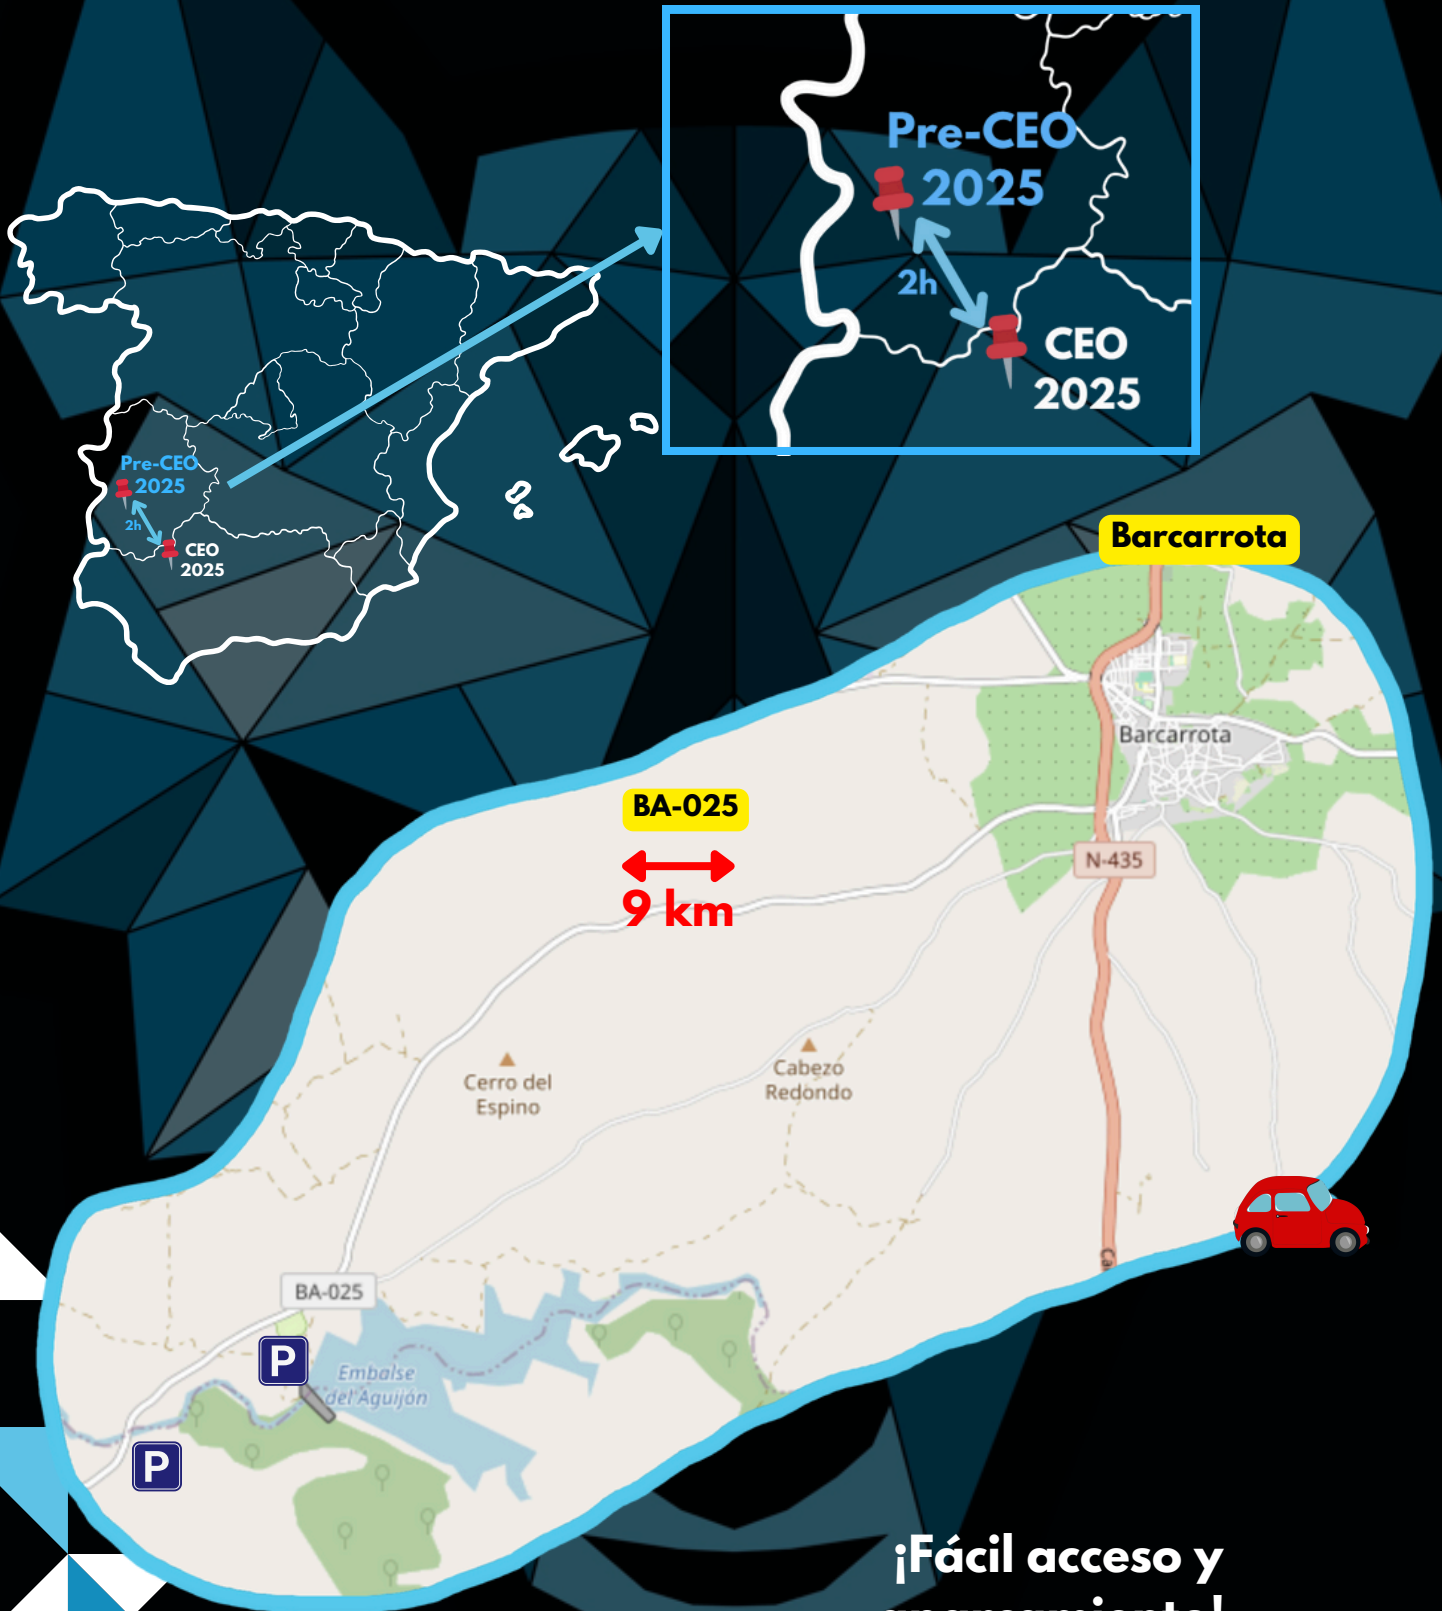 Pre-CEO
2025
2h
CEO
2025
Pre-CEO
2025
2h
CEO
2025
Barcarrota
Barcarrota
BA-025
9 km
N-435
Cerro del
Espino
Cabezo
Redondo
BA-025
P
Embalse
del Aguijón
P
¡Fácil acceso y